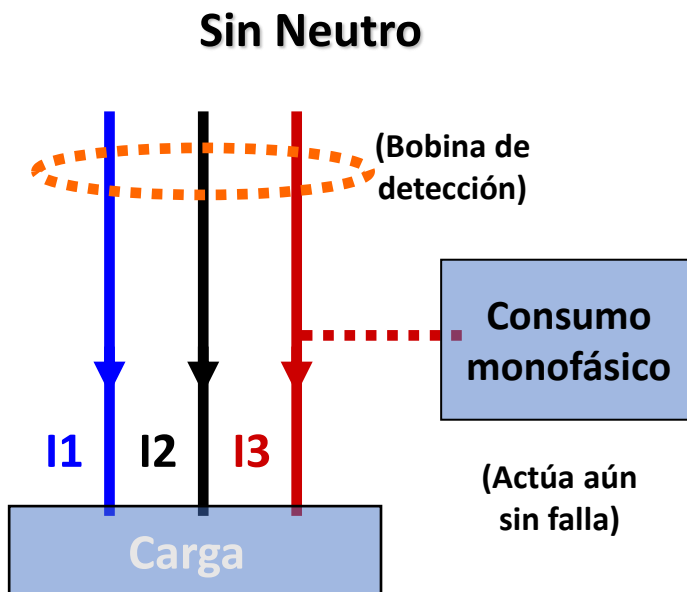 Sin Neutro
(Bobina de
detección)
Consumo
monofásico
I1 I2 I3
(Actúa aún
sin falla)
Carga